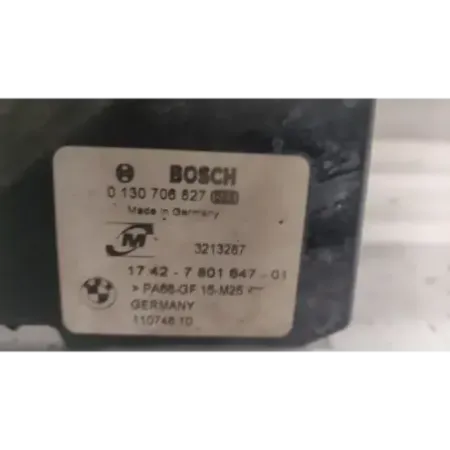 BOSCH
0 130 706 827
Made in Germany
M
3213287
BMW
17 42 - 7 801 647 - 01
> PA66-GF 15-M25 <
GERMANY
110748 10